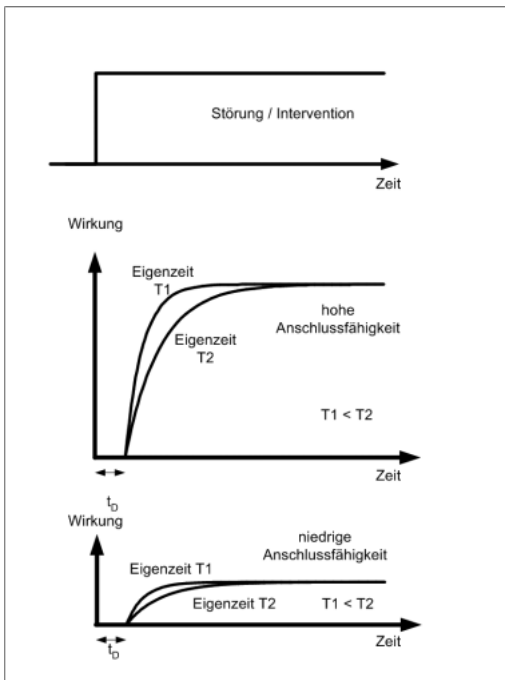 Störung / Intervention
Zeit
Wirkung
Eigenzeit
T1
Eigenzeit
T2
hohe
Anschlussfähigkeit
T1 < T2
Zeit
tD
Wirkung
niedrige
Anschlussfähigkeit
Eigenzeit T1
Eigenzeit T2
T1 < T2
Zeit
tD